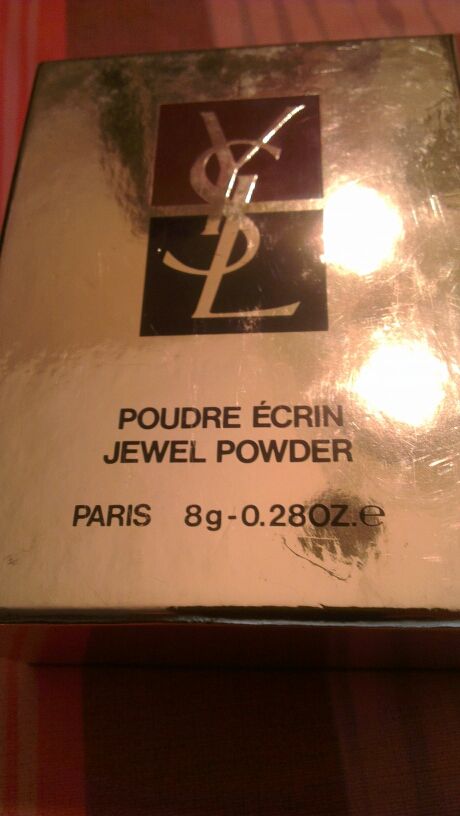 YSL
POUDRE ÉCRIN
JEWEL POWDER
PARIS 8g-0.28OZ.℮